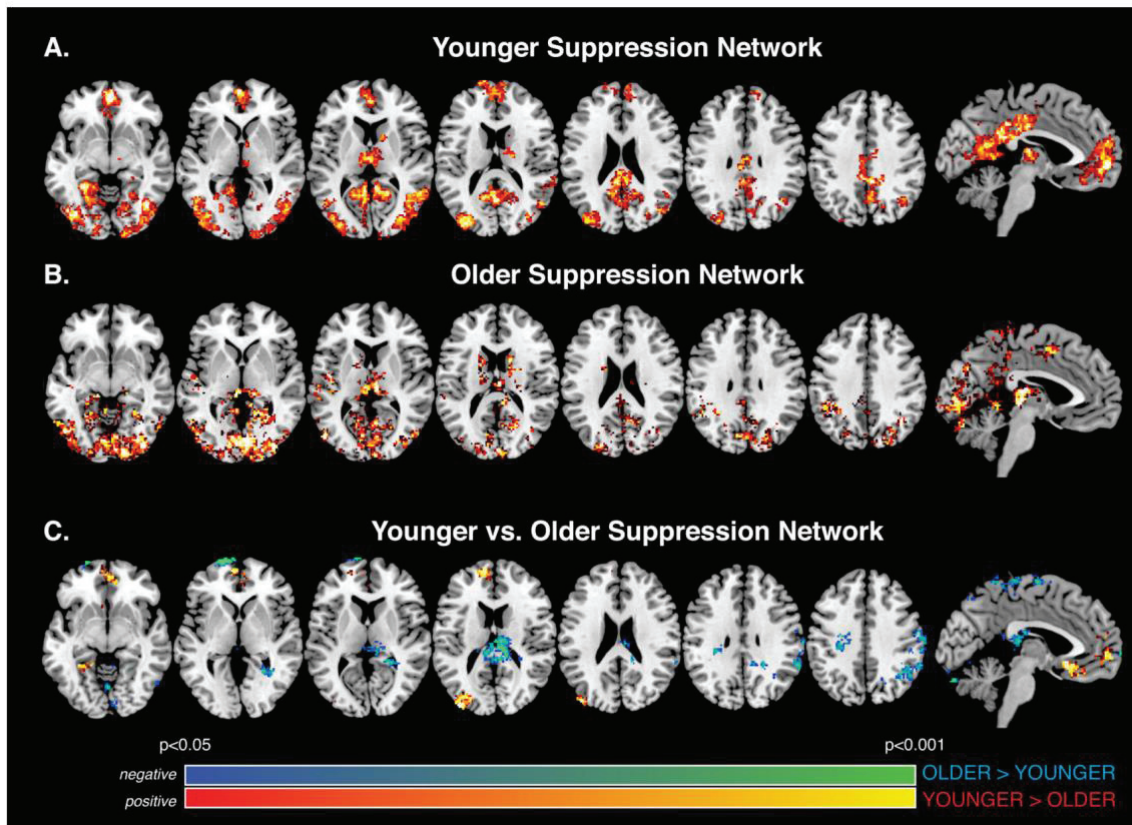 A.
Younger Suppression Network
B.
Older Suppression Network
C.
Younger vs. Older Suppression Network
p<0.05
p<0.001
negative
OLDER > YOUNGER
positive
YOUNGER > OLDER